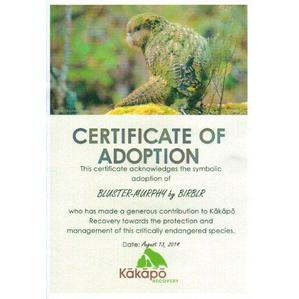 CERTIFICATE OF
ADOPTION
This certificate acknowledges the symbolic
adoption of
BLUSTER-MURPHY by BIRBLR
who has made a generous contribution to Kākāpō
Recovery towards the protection and
management of this critically endangered species.
Date: August 13, 2014
Kākāpō
RECOVERY